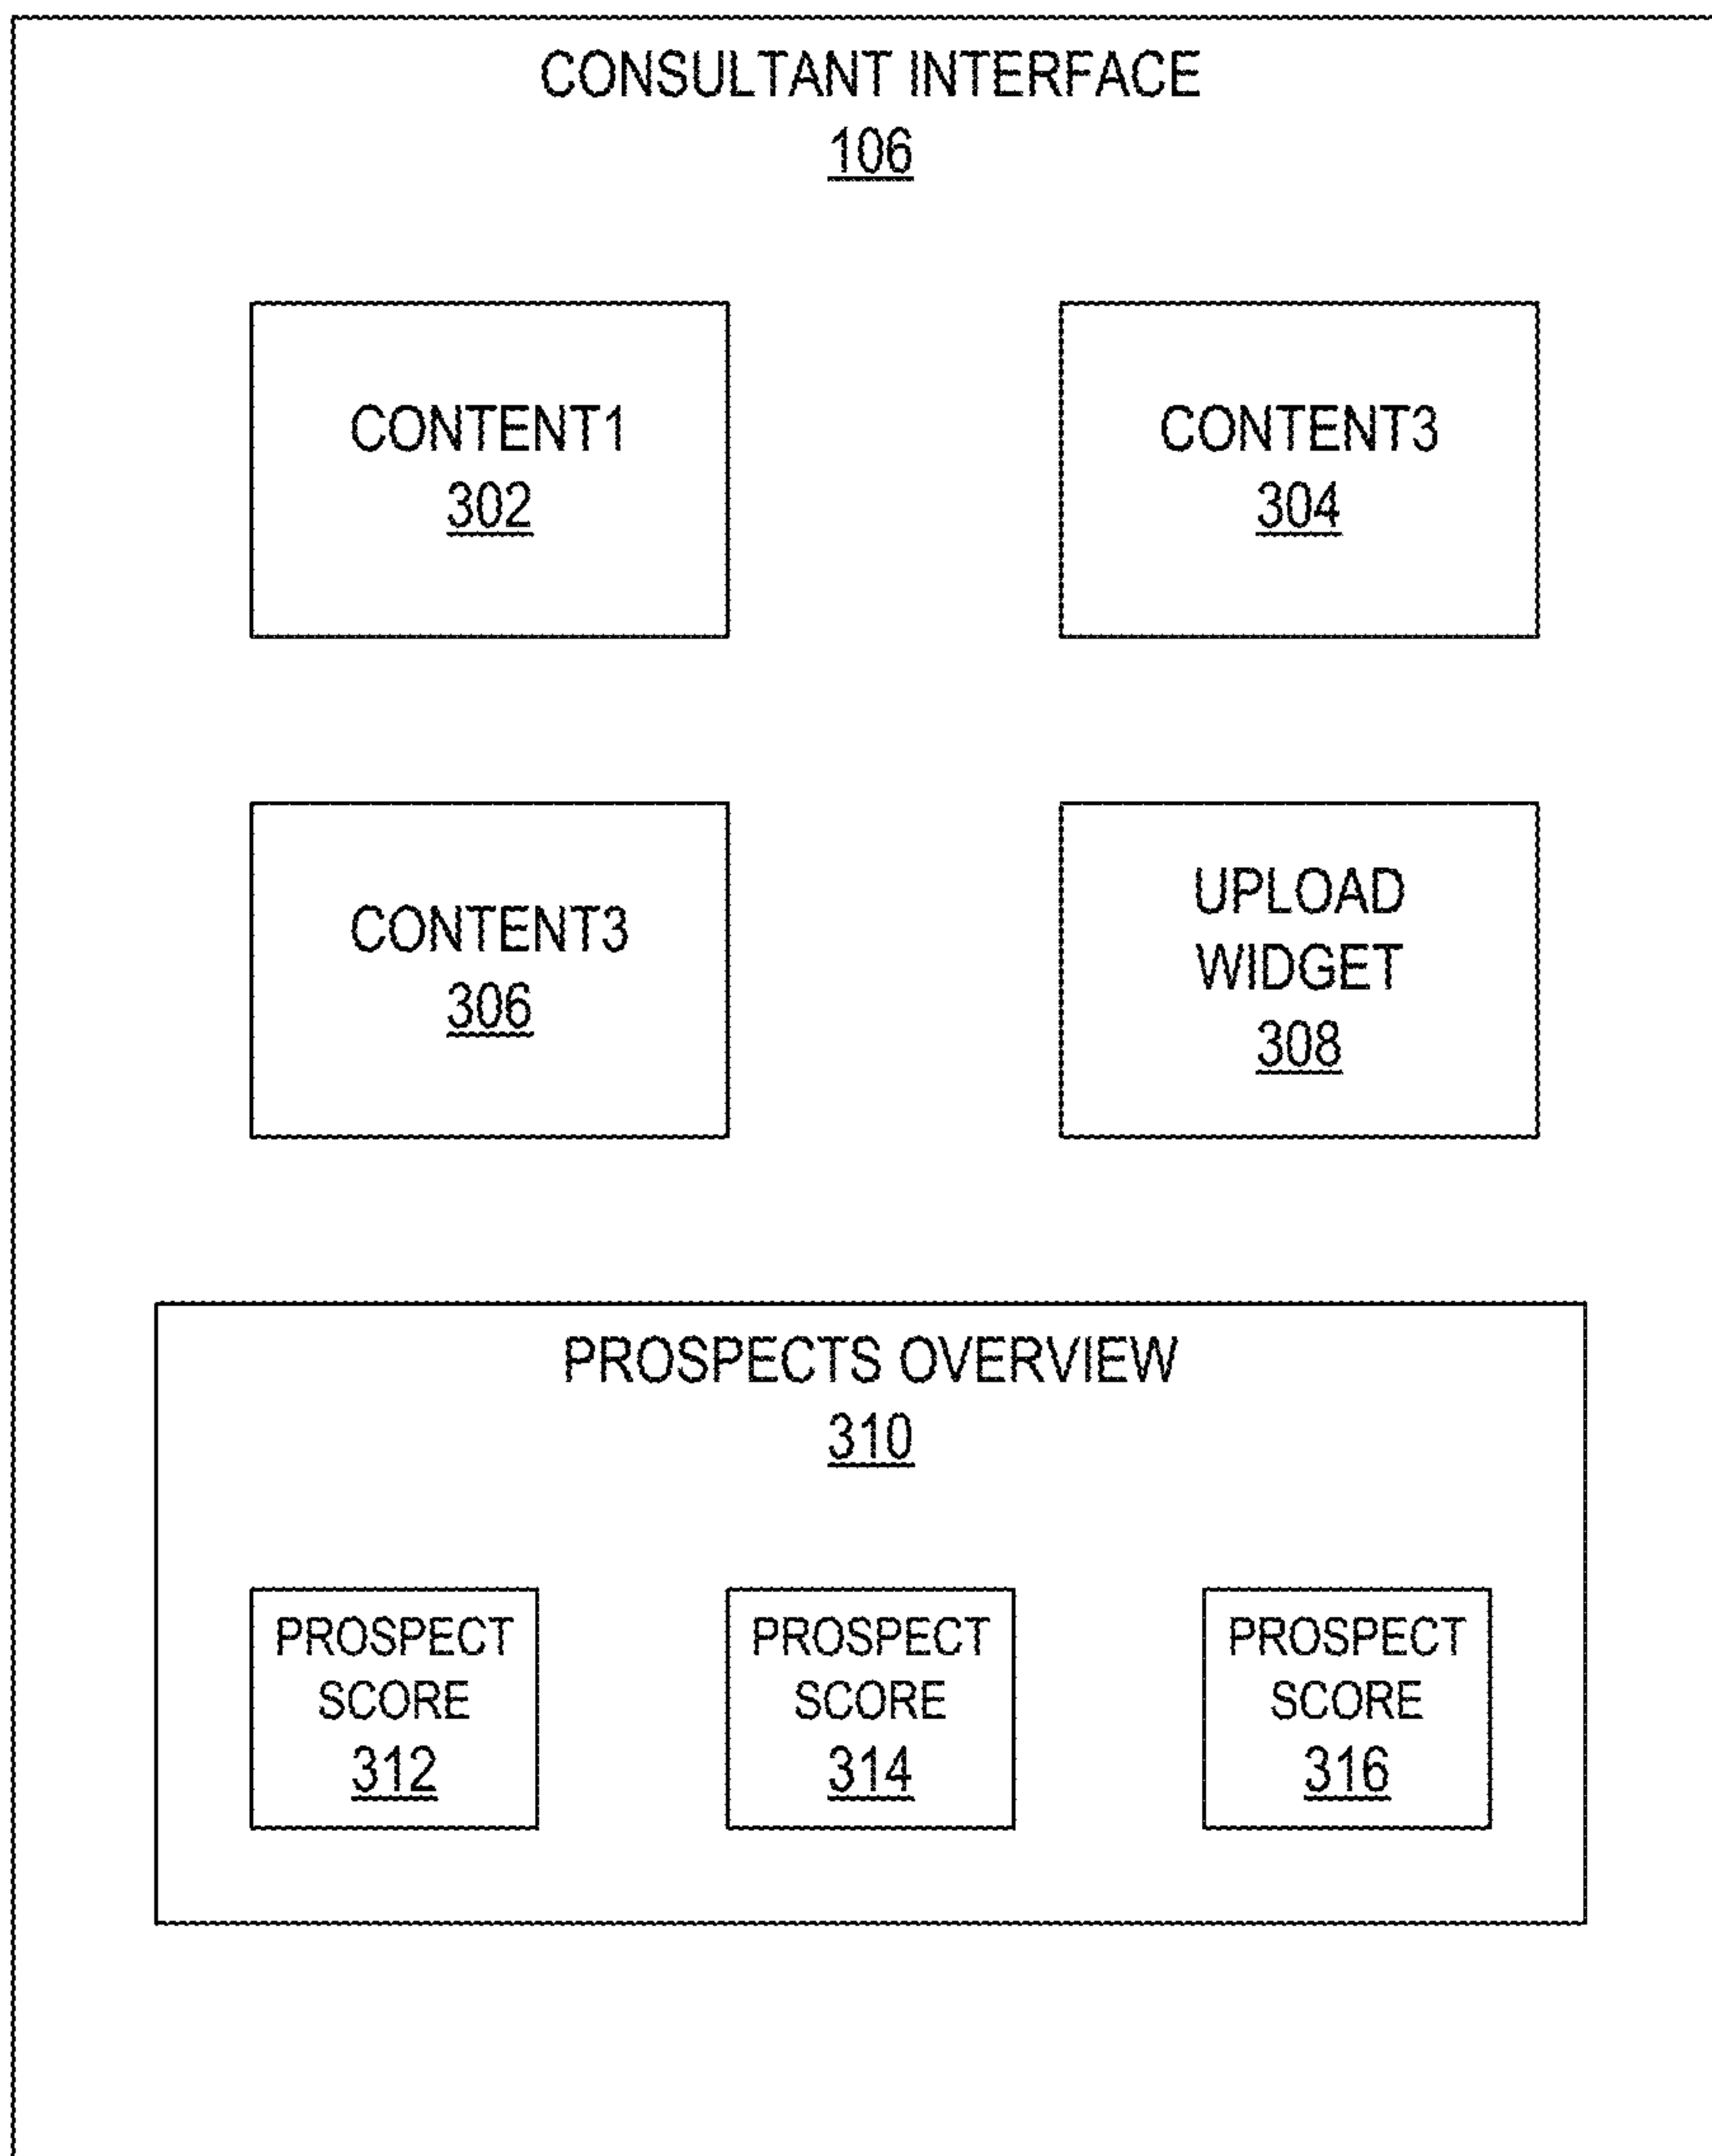 CONSULTANT INTERFACE
106
CONTENT1
302
CONTENT3
304
CONTENT3
306
UPLOAD
WIDGET
308
PROSPECTS OVERVIEW
310
PROSPECT
SCORE
312
PROSPECT
SCORE
314
PROSPECT
SCORE
316